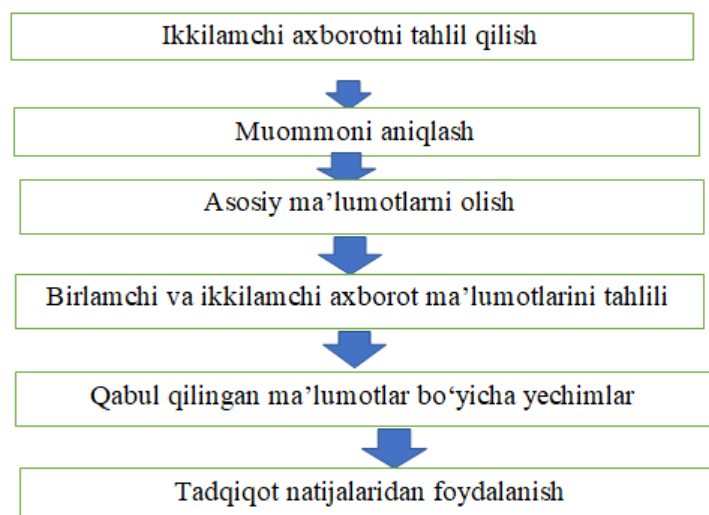 Ikkilamchi axborotni tahlil qilish
Muommoni aniqlash
Asosiy ma’lumotlarni olish
Birlamchi va ikkilamchi axborot ma’lumotlarini tahlili
Qabul qilingan ma’lumotlar bo‘yicha yechimlar
Tadqiqot natijalaridan foydalanish